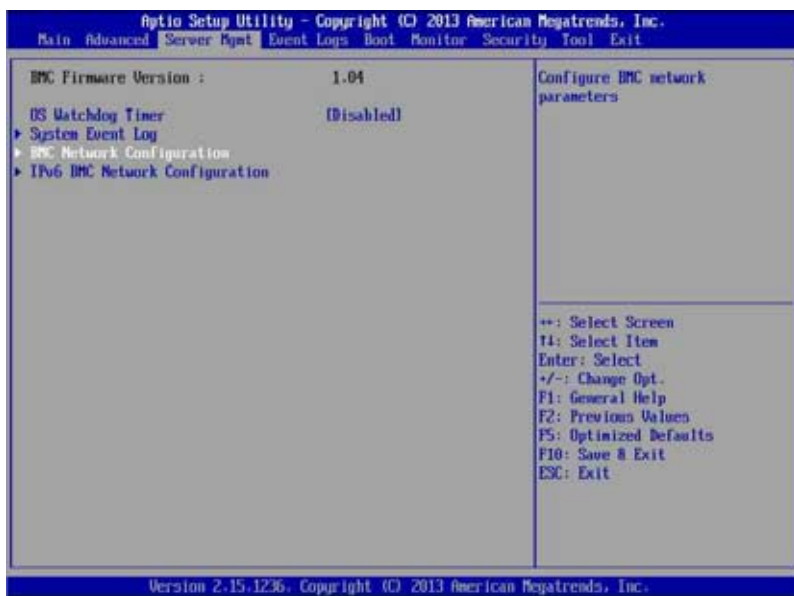 Aptio Setup Utility - Copyright (C) 2013 American Megatrends, Inc.
Main Advanced Server Mgmt Event Logs Boot Monitor Security Tool Exit
BMC Firmware Version : 1.04
OS Watchdog Timer [Disabled]
► System Event Log
► BMC Network Configuration
► IPv6 BMC Network Configuration
Configure BMC network
parameters
↔: Select Screen
↑↓: Select Item
Enter: Select
+/-: Change Opt.
F1: General Help
F2: Previous Values
F5: Optimized Defaults
F10: Save & Exit
ESC: Exit
Version 2.15.1236. Copyright (C) 2013 American Megatrends, Inc.